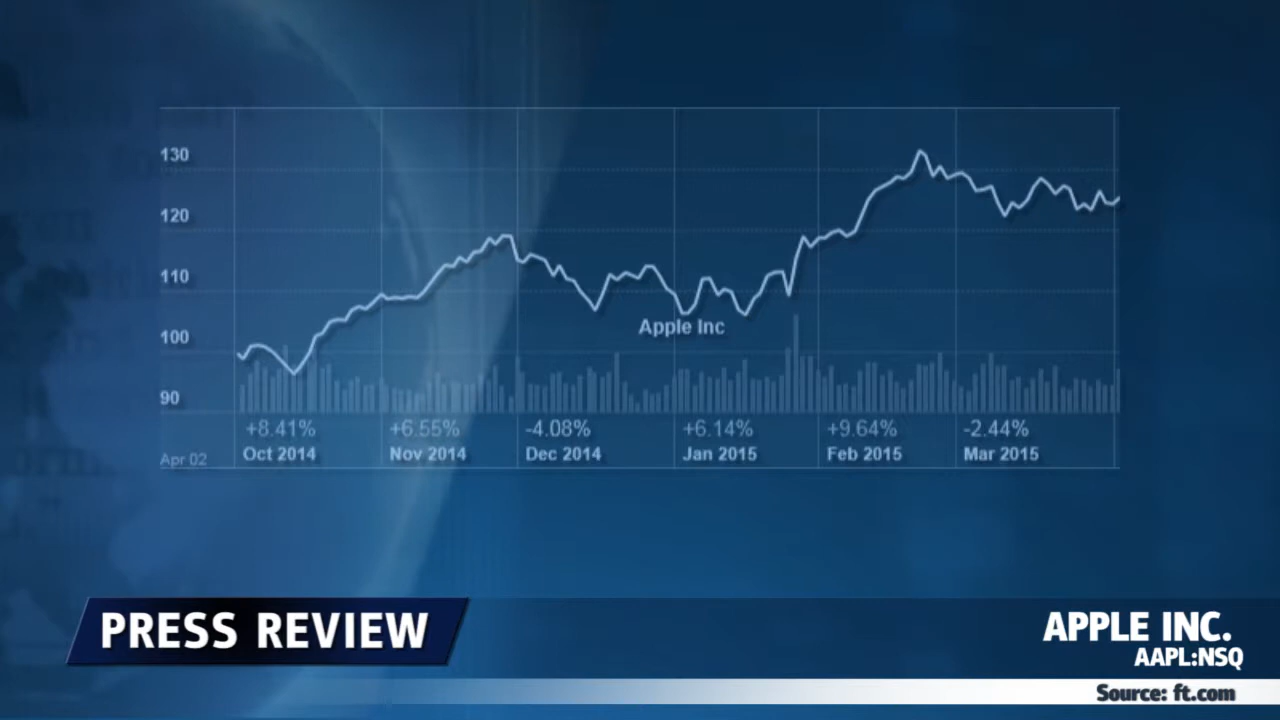 130
120
110
100
90
Apple Inc
+8.41% +6.55% -4.08% +6.14% +9.64% -2.44%
Apr 02 Oct 2014 Nov 2014 Dec 2014 Jan 2015 Feb 2015 Mar 2015
PRESS REVIEW
APPLE INC.
AAPL:NSQ
Source: ft.com